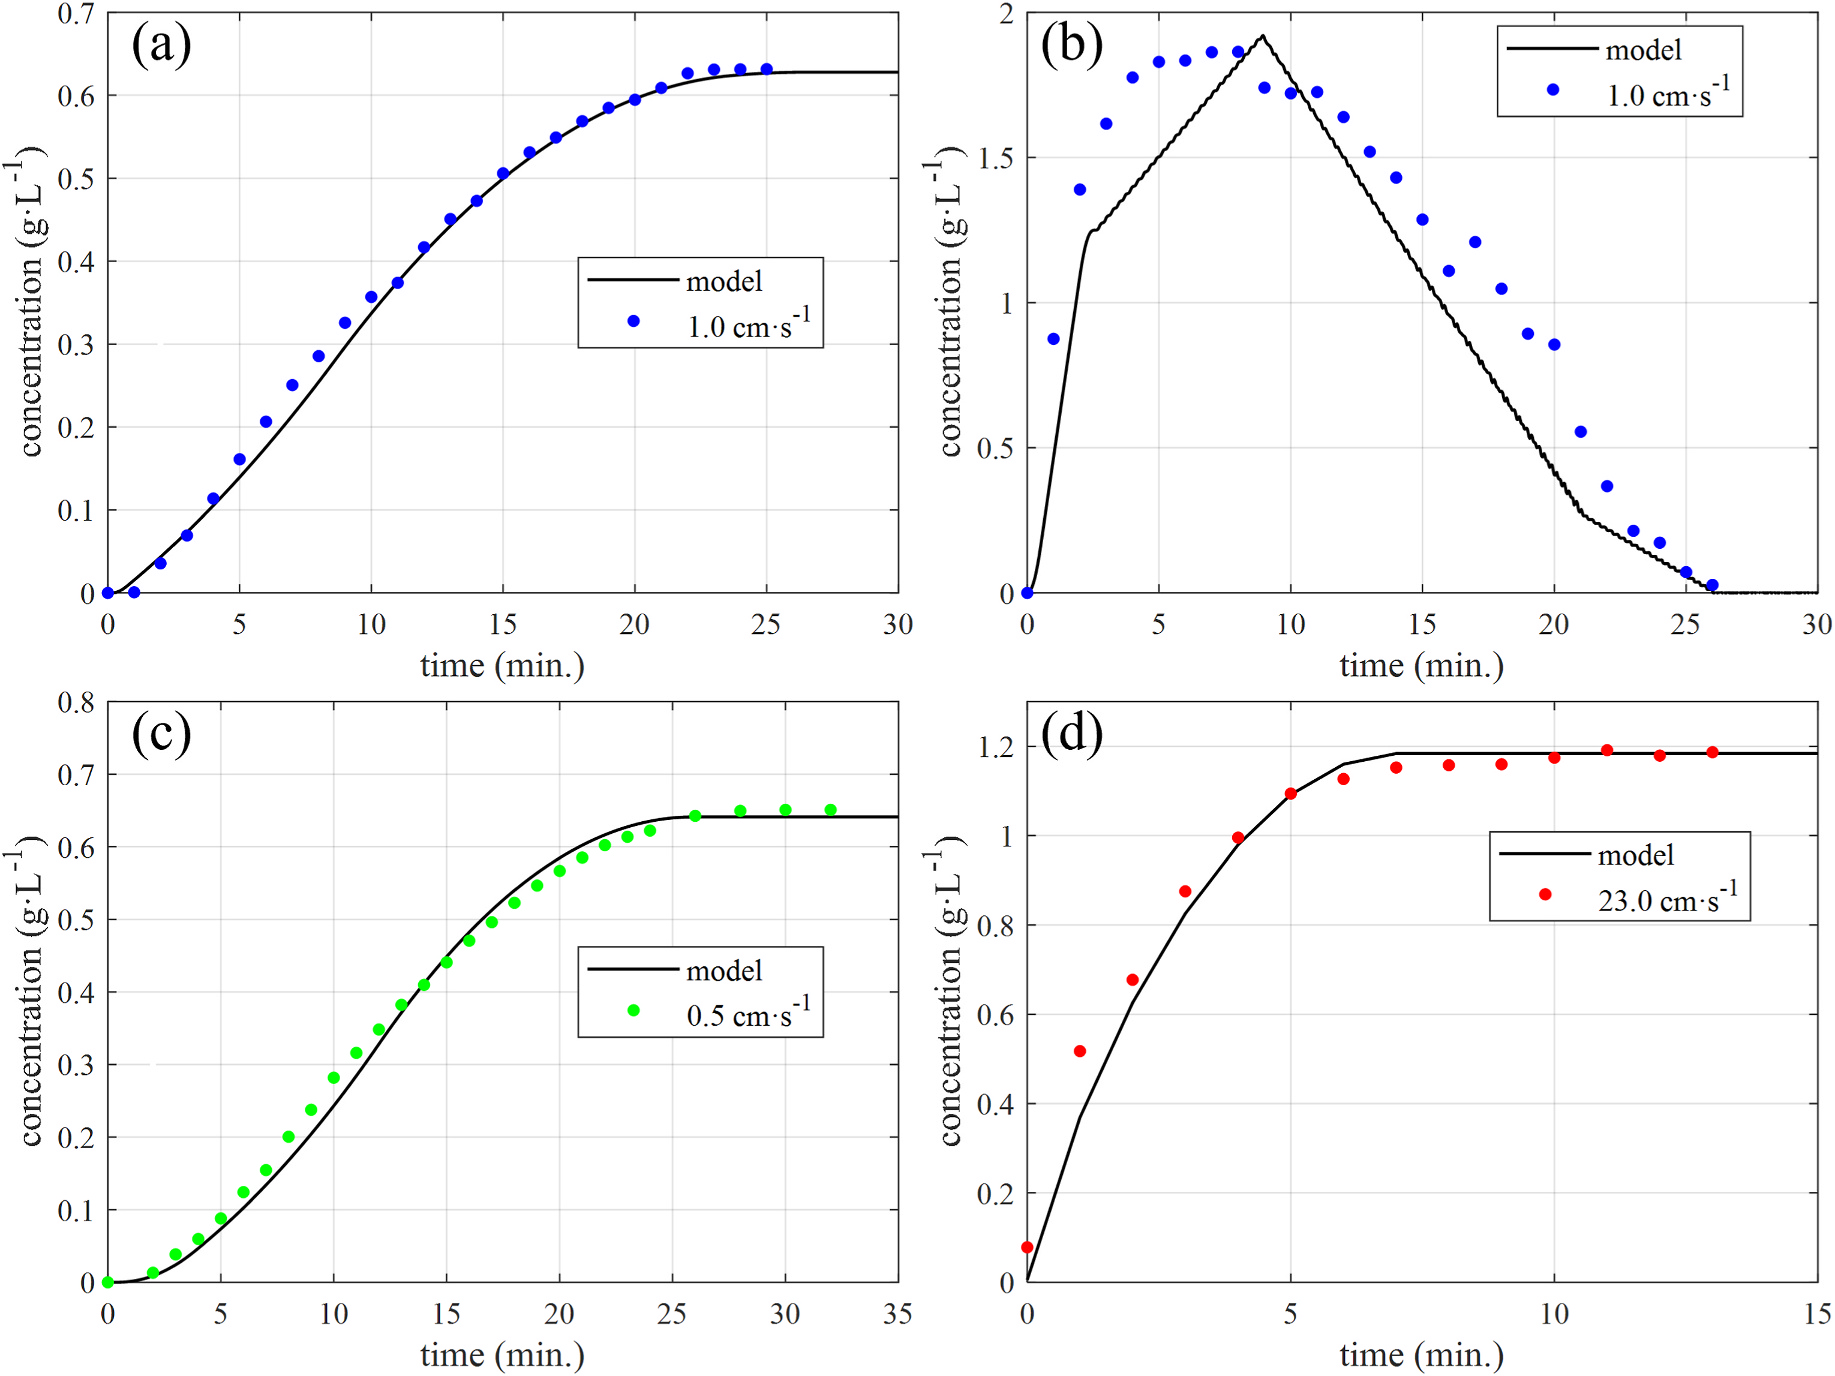 (a)
0.7
0.6
0.5
0.4
0.3
0.2
0.1
0
concentration (g·L⁻¹)
model
1.0 cm·s⁻¹
0 5 10 15 20 25 30
time (min.)
(b)
2
1.5
1
0.5
0
concentration (g·L⁻¹)
model
1.0 cm·s⁻¹
0 5 10 15 20 25 30
time (min.)
(c)
0.8
0.7
0.6
0.5
0.4
0.3
0.2
0.1
0
concentration (g·L⁻¹)
model
0.5 cm·s⁻¹
0 5 10 15 20 25 30 35
time (min.)
(d)
1.2
1
0.8
0.6
0.4
0.2
0
concentration (g·L⁻¹)
model
23.0 cm·s⁻¹
0 5 10 15
time (min.)